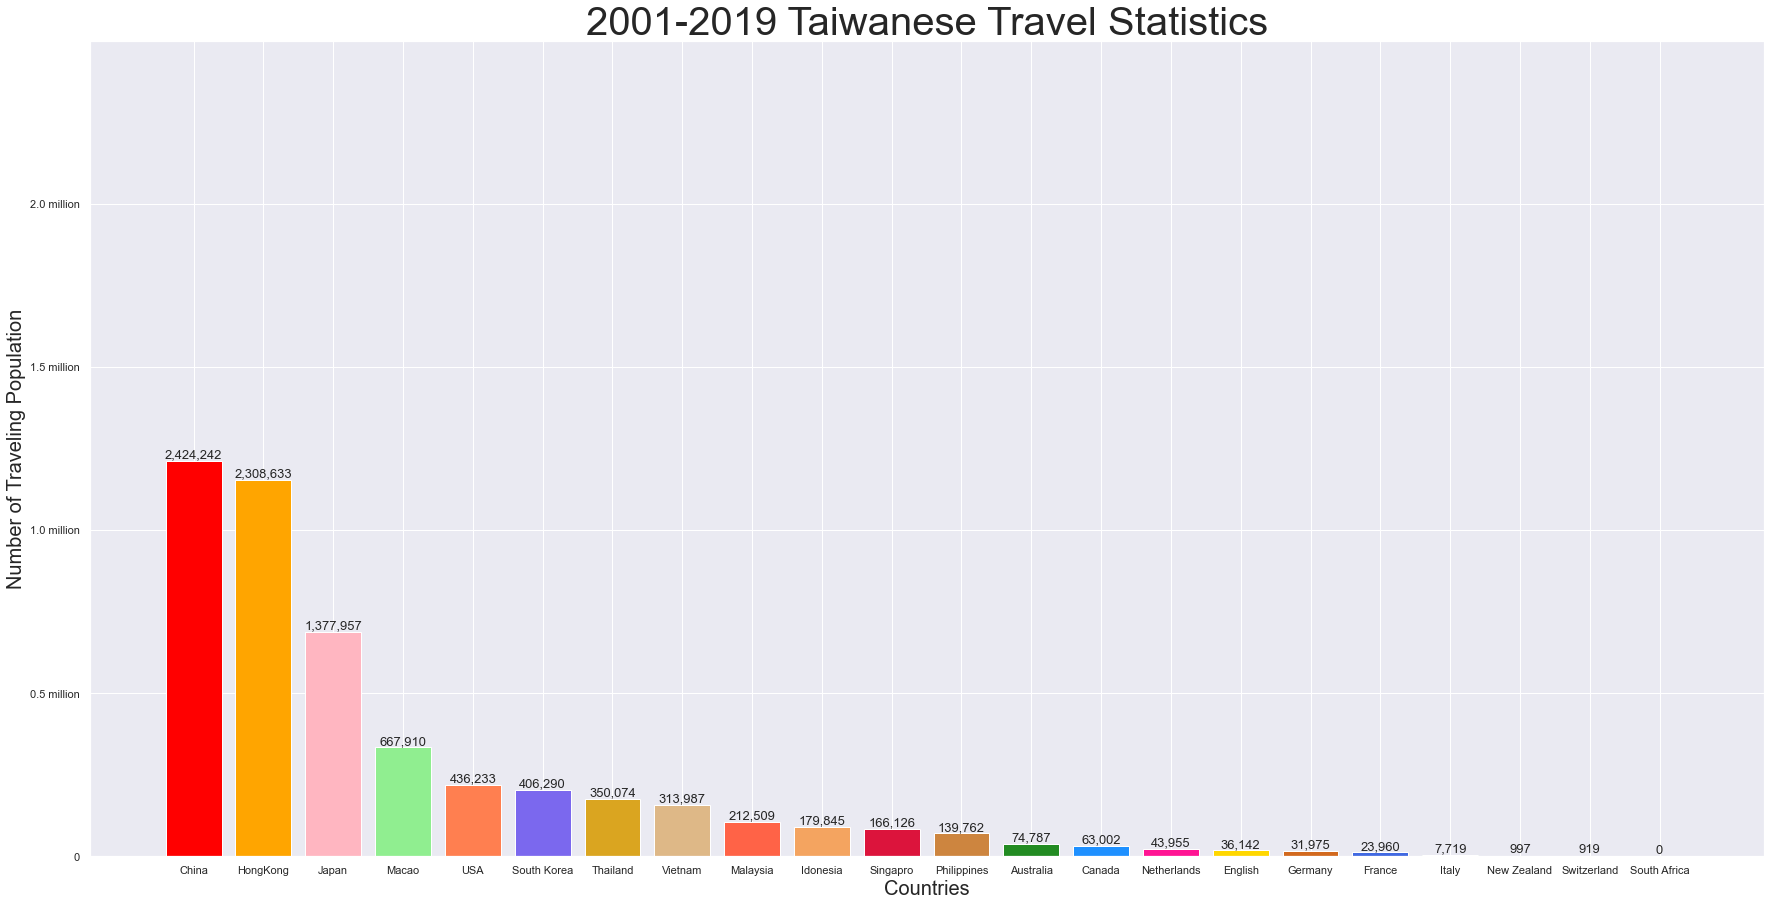 2001-2019 Taiwanese Travel Statistics
Number of Traveling Population
2.0 million
1.5 million
1.0 million
0.5 million
0
2,424,242
2,308,633
1,377,957
667,910
436,233
406,290
350,074
313,987
212,509
179,845
166,126
139,762
74,787
63,002
43,955
36,142
31,975
23,960
7,719
997
919
0
China
HongKong
Japan
Macao
USA
South Korea
Thailand
Vietnam
Malaysia
Idonesia
Singapro
Philippines
Australia
Canada
Netherlands
English
Germany
France
Italy
New Zealand
Switzerland
South Africa
Countries